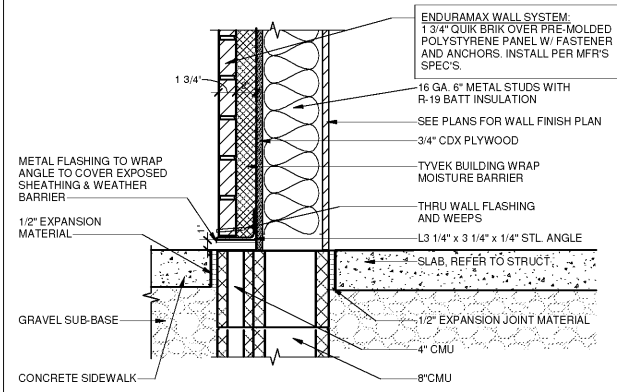 ENDURAMAX WALL SYSTEM:
1 3/4" QUIK BRIK OVER PRE-MOLDED
POLYSTYRENE PANEL W/ FASTENER
AND ANCHORS. INSTALL PER MFR'S
SPEC'S.
1 3/4"
16 GA. 6" METAL STUDS WITH
R-19 BATT INSULATION
SEE PLANS FOR WALL FINISH PLAN
3/4" CDX PLYWOOD
METAL FLASHING TO WRAP
ANGLE TO COVER EXPOSED
SHEATHING & WEATHER
BARRIER
TYVEK BUILDING WRAP
MOISTURE BARRIER
THRU WALL FLASHING
AND WEEPS
1/2" EXPANSION
MATERIAL
1"
L3 1/4" x 3 1/4" x 1/4" STL. ANGLE
SLAB, REFER TO STRUCT.
GRAVEL SUB-BASE
1/2" EXPANSION JOINT MATERIAL
4" CMU
CONCRETE SIDEWALK
8"CMU